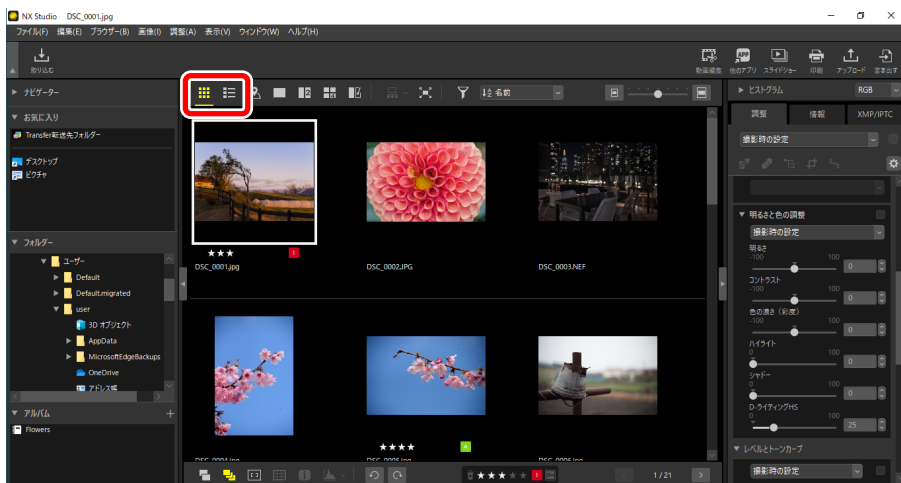 NX Studio DSC_0001.jpg
ファイル(F) 編集(E) ブラウザー(B) 画像(I) 調整(A) 表示(V) ウィンドウ(W) ヘルプ(H)
取り込む
動画編集 他のアプリ スライドショー 印刷 アップロード 書き出す
ナビゲーター
お気に入り
Transfer転送先フォルダー
デスクトップ
ピクチャ
フォルダー
ユーザー
Default
Default.migrated
user
3D オブジェクト
AppData
MicrosoftEdgeBackups
OneDrive
アドレス帳
アルバム
Flowers
名前
★★★ 1
DSC_0001.jpg
DSC_0002.JPG
DSC_0003.NEF
★★★★ 4
DSC_0004.jpg
DSC_0005.jpg
DSC_0006.jpg
1
1/21
ヒストグラム RGB
調整 情報 XMP/IPTC
撮影時の設定
明るさと色の調整
撮影時の設定
明るさ
-100 100
0
コントラスト
-100 100
0
色の濃さ（彩度）
-100 100
0
ハイライト
0 100
0
シャドー
0 100
0
D-ライティングHS
0 100
25
レベルとトーンカーブ
撮影時の設定